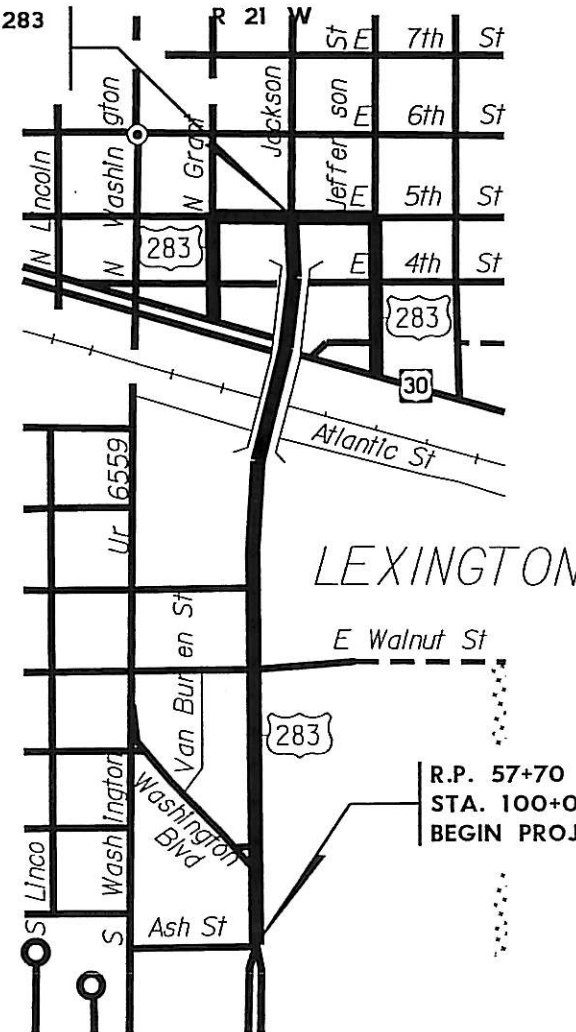 283
R 21 W
St
E 7th St
E 6th St
E 5th St
E 4th St
N Lincoln
N Washington
N Grant
Jackson
Jefferson
283
283
30
Atlantic St
Ur 6559
LEXINGTON
E Walnut St
Van Buren St
283
R.P. 57+70
STA. 100+0
BEGIN PROJ
Washington
Blvd
S Linco
S Washington
Ash St